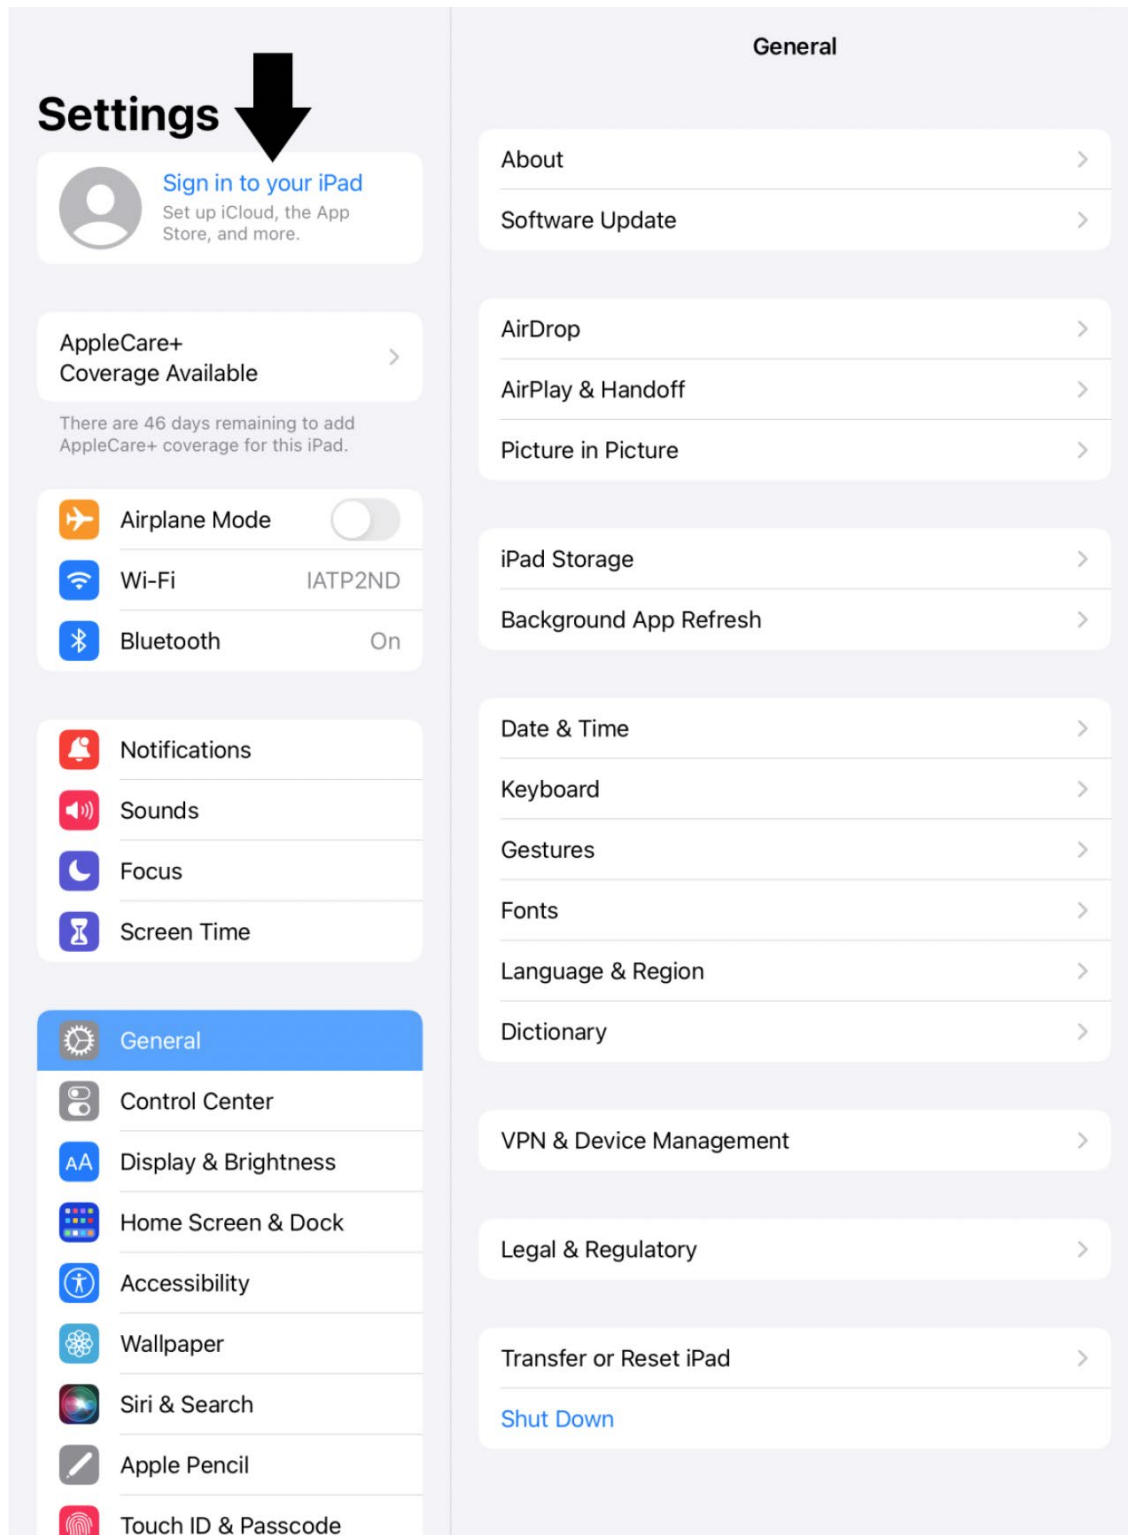 Settings
Sign in to your iPad
Set up iCloud, the App
Store, and more.
AppleCare+
Coverage Available
There are 46 days remaining to add
AppleCare+ coverage for this iPad.
Airplane Mode
Wi-Fi IATP2ND
Bluetooth On
Notifications
Sounds
Focus
Screen Time
General
Control Center
AA Display & Brightness
Home Screen & Dock
Accessibility
Wallpaper
Siri & Search
Apple Pencil
Touch ID & Passcode
General
About
Software Update
AirDrop
AirPlay & Handoff
Picture in Picture
iPad Storage
Background App Refresh
Date & Time
Keyboard
Gestures
Fonts
Language & Region
Dictionary
VPN & Device Management
Legal & Regulatory
Transfer or Reset iPad
Shut Down